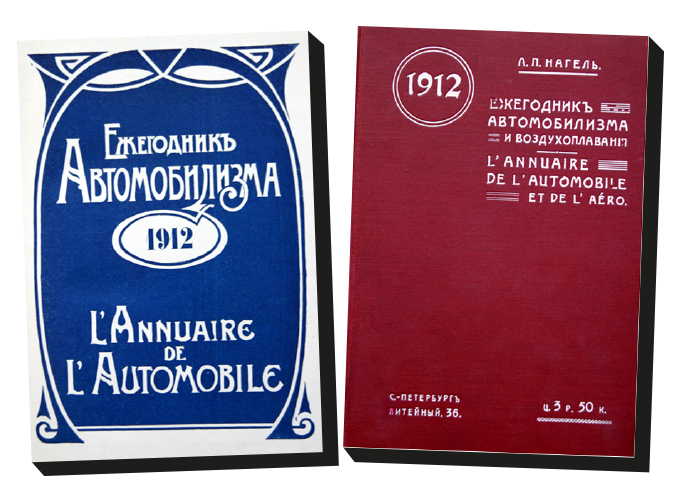 Ежегодникъ
Автомобилизма
1912
L'Annuaire
de
L'Automobile
1912
Л.П. НАГЕЛЬ.
ЕЖЕГОДНИКЪ
АВТОМОБИЛИЗМА
И ВОЗДУХОПЛАВАНІЯ
L'ANNUAIRE
DE L'AUTOMOBILE
ET DE L'AÉRO.
С-ПЕТЕРБУРГЪ
ЛИТЕЙНЫЙ, 36.
Ц. 3 Р. 50 К.